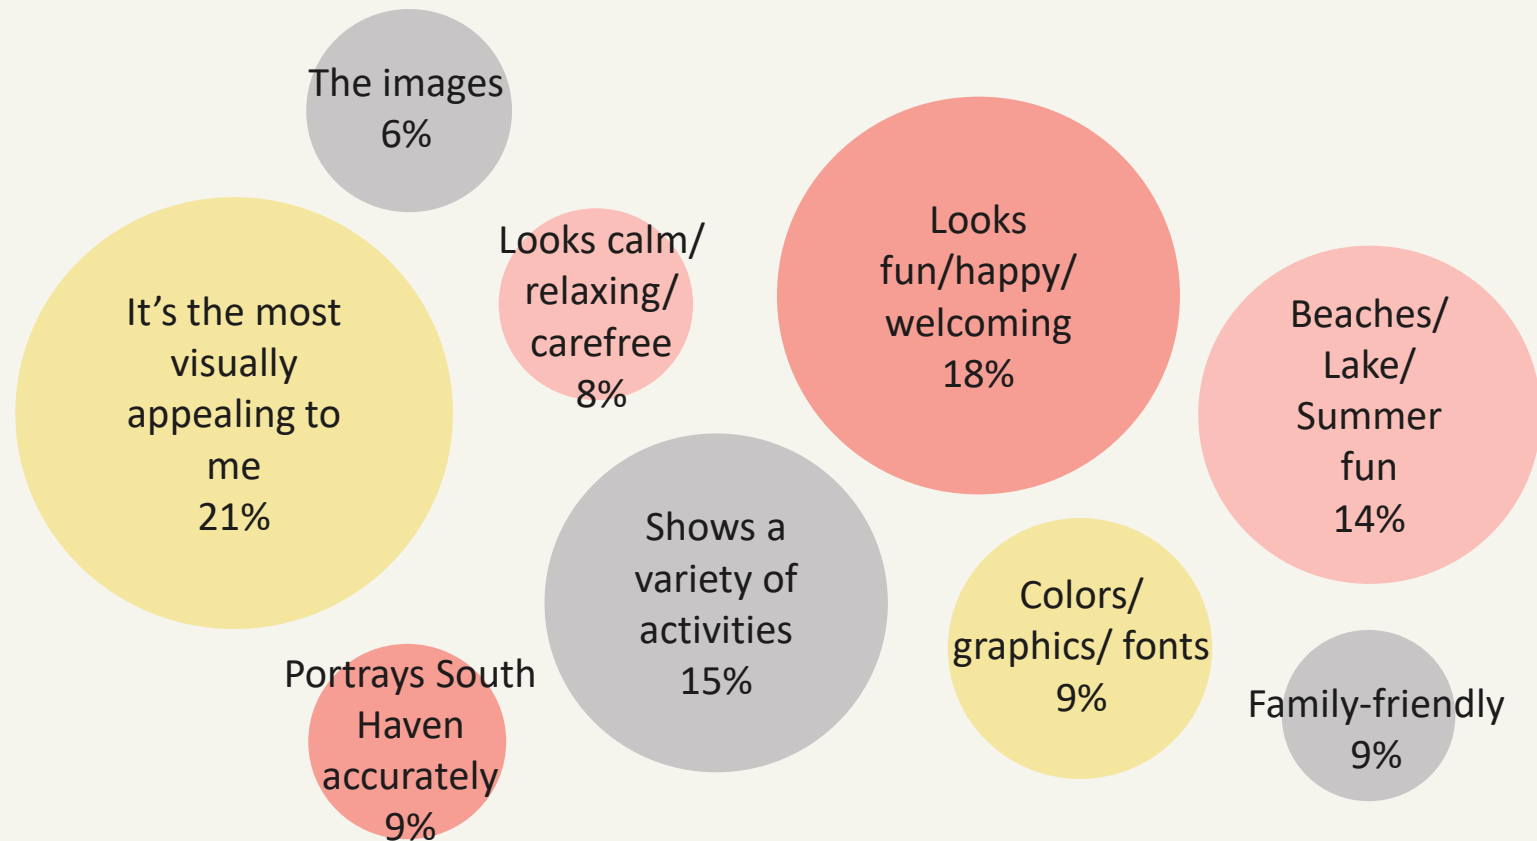 The images
6%
It’s the most
visually
appealing to
me
21%
Looks calm/
relaxing/
carefree
8%
Looks
fun/happy/
welcoming
18%
Beaches/
Lake/
Summer
fun
14%
Portrays South
Haven
accurately
9%
Shows a
variety of
activities
15%
Colors/
graphics/ fonts
9%
Family-friendly
9%